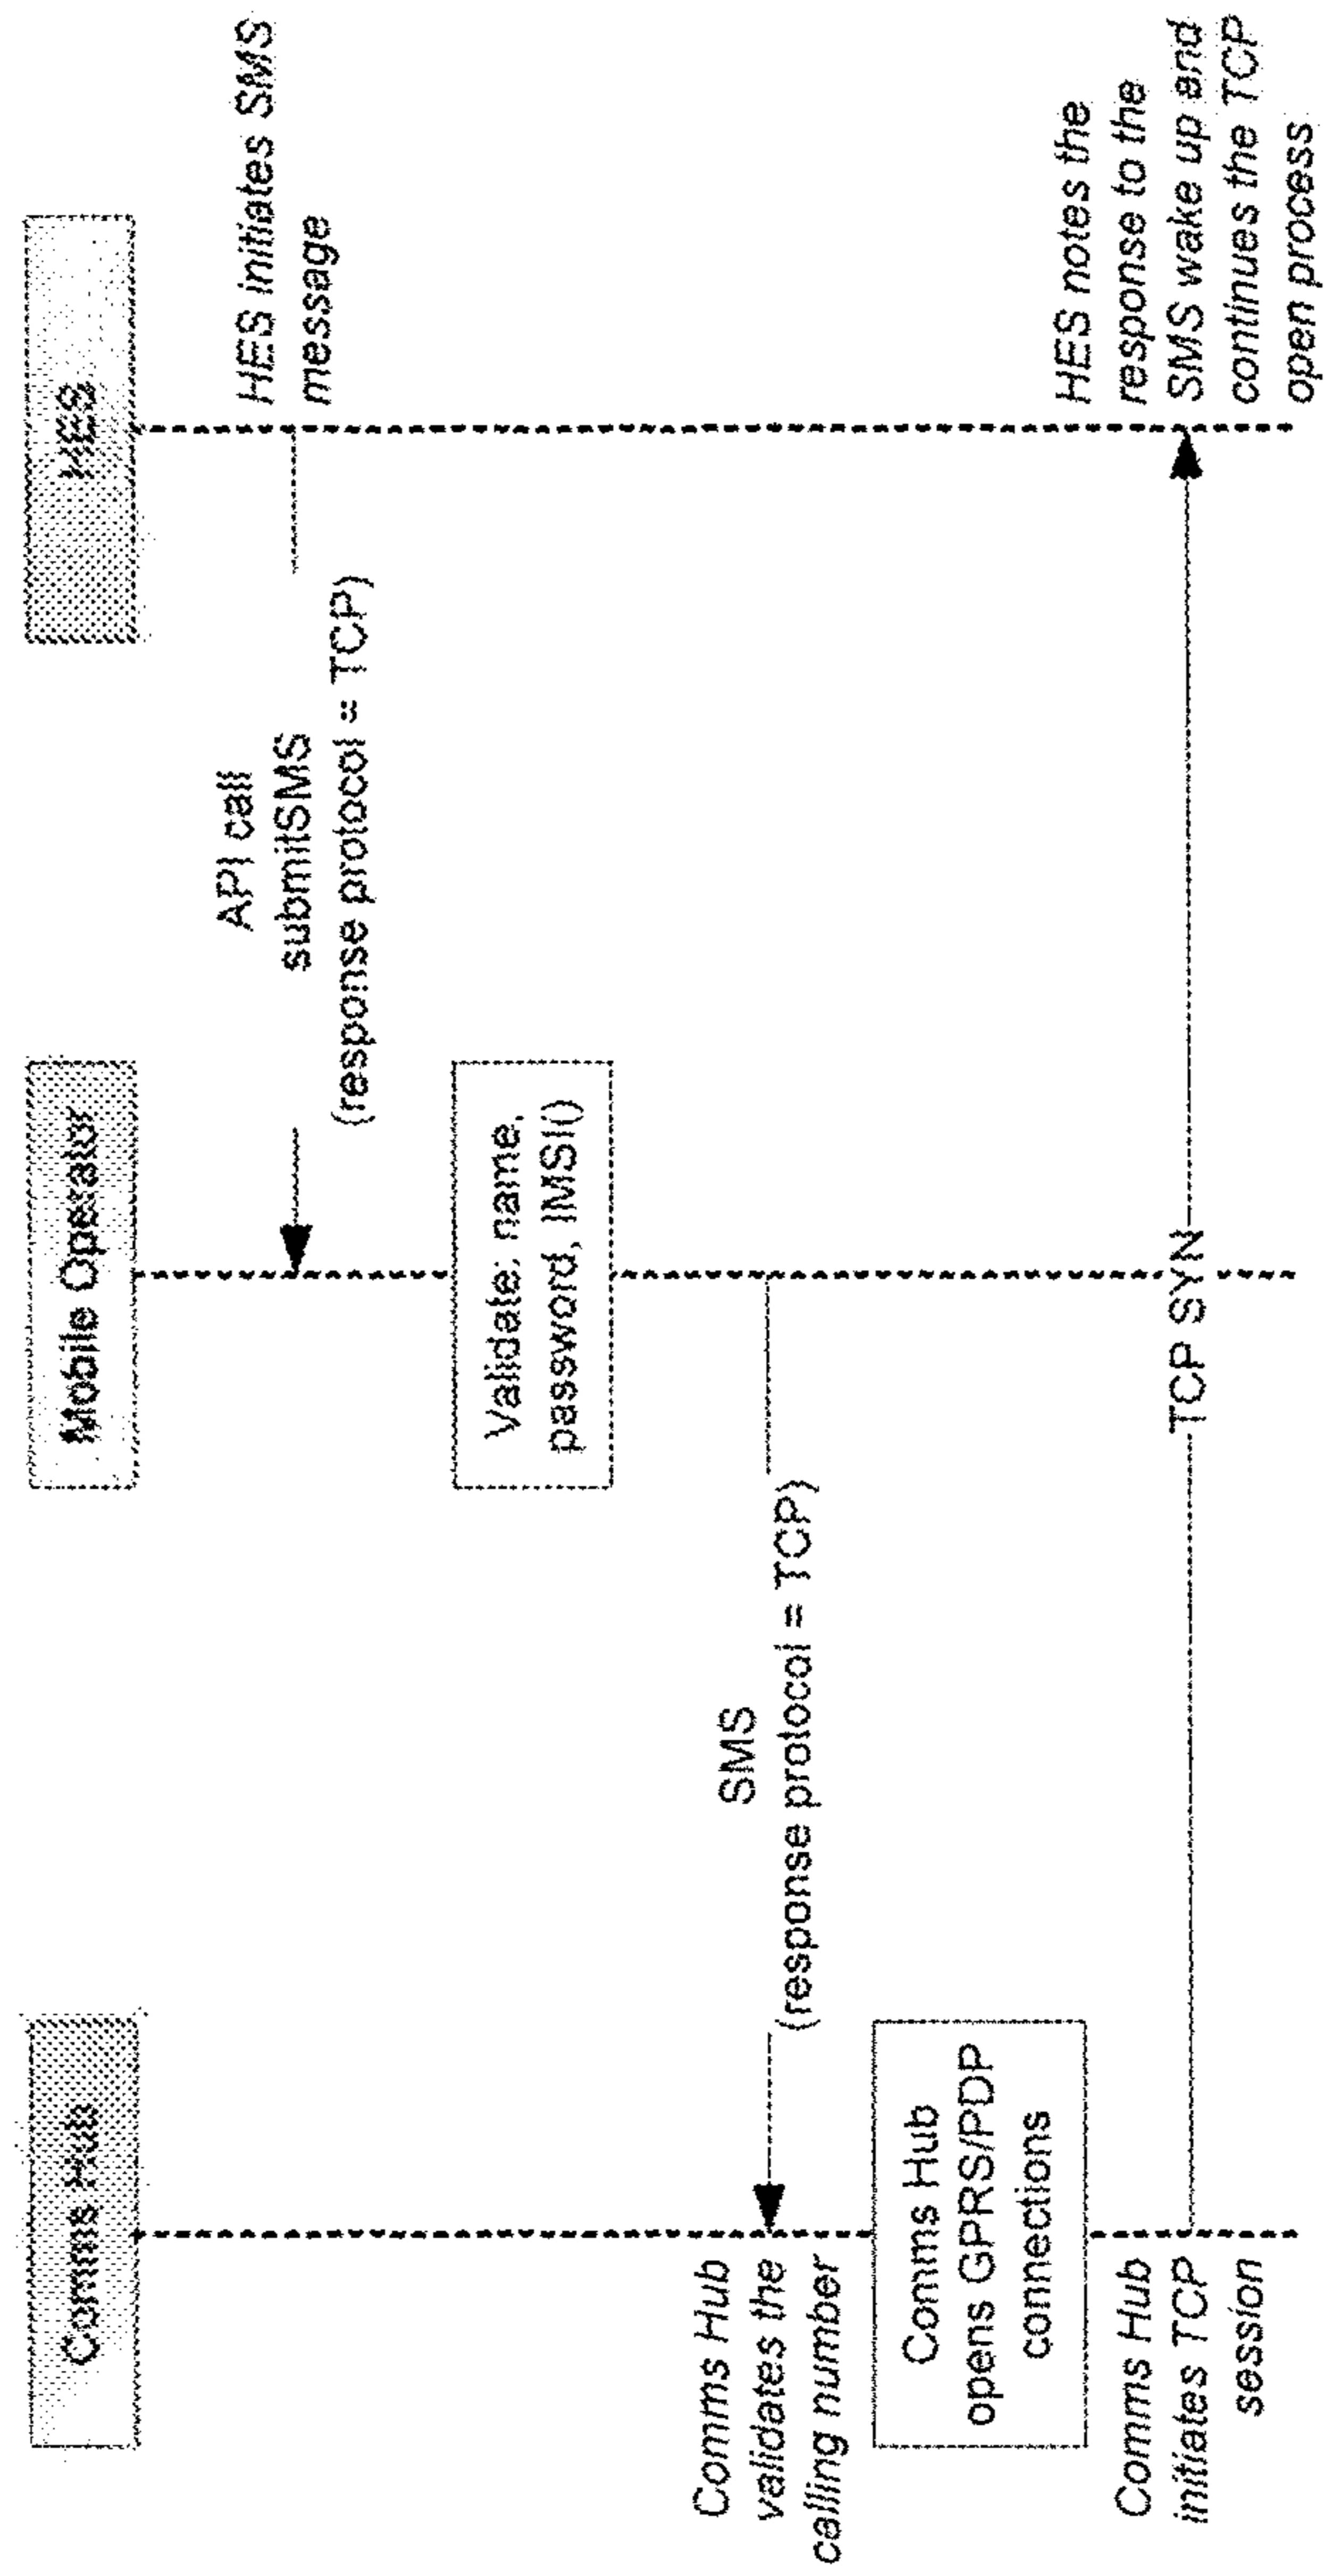 Comms Hub
Mobile Operator
HES
HES initiates SMS
message
API call
submitSMS
(response protocol = TCP)
Validate: name,
password, IMSI()
SMS
(response protocol = TCP)
Comms Hub
validates the
calling number
Comms Hub
opens GPRS/PDP
connections
Comms Hub
initiates TCP
session
TCP SYN
HES notes the
response to the
SMS wake up and
continues the TCP
open process